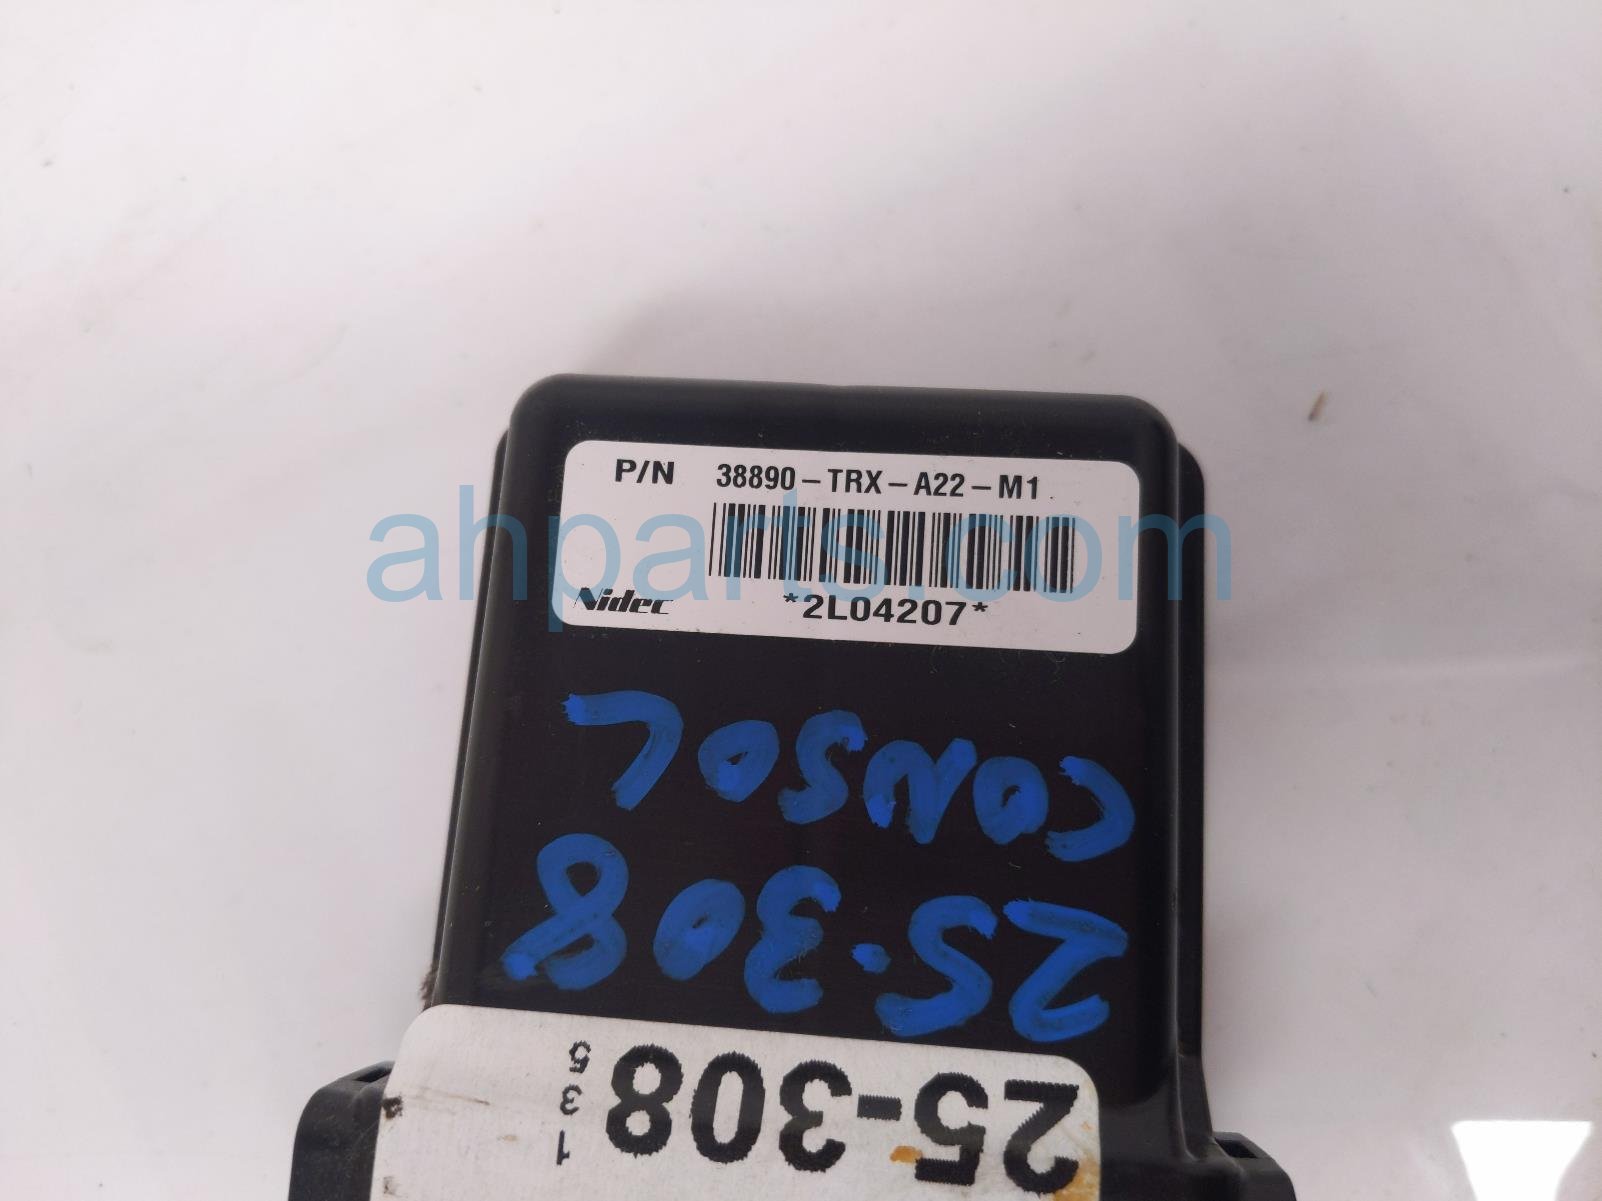 P/N 38890-TRX-A22-M1
Nidec *2L04207*
ahparts.com
CONSOL
25.308
25-308
1 3 5